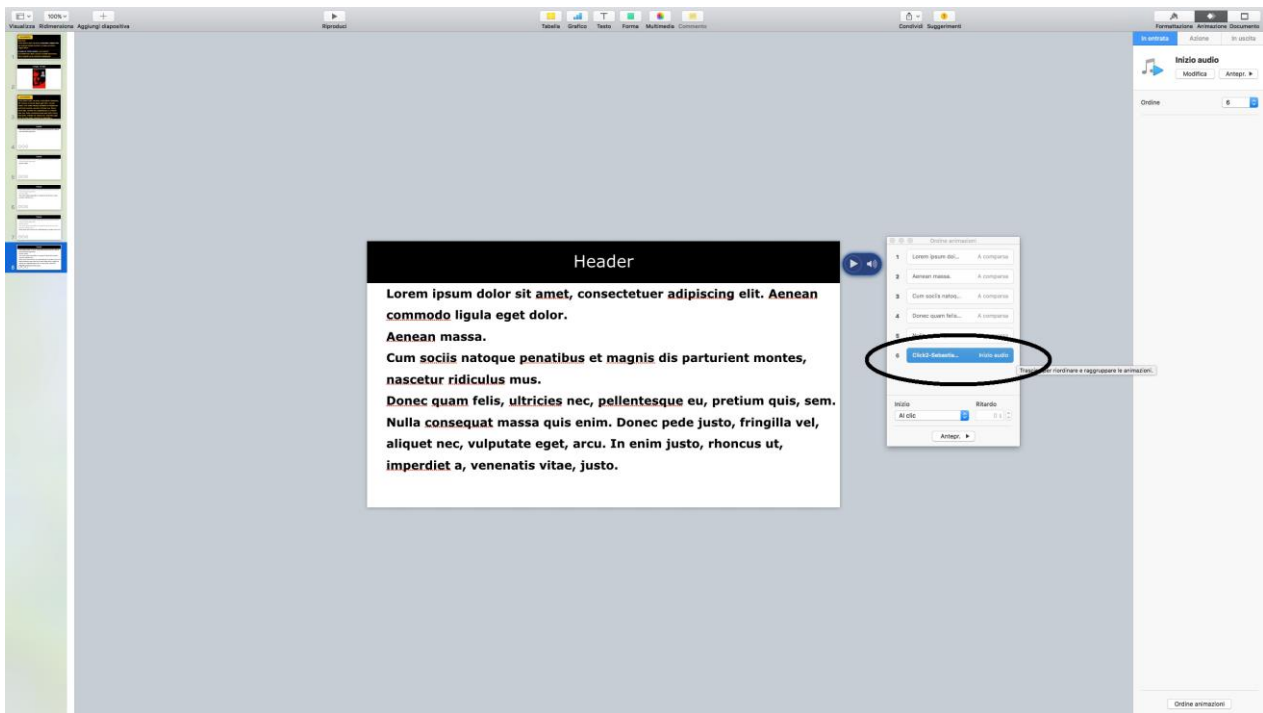 100%
Visualizza Ridimensiona Aggiungi diapositiva
Riproduci
Tabella Grafico Testo Forma Multimedia Commento
Condividi Suggerimenti
Formattazione Animazione Documento
In entrata Azione In uscita
Inizio audio
Modifica Antepr.
Ordine 6
Header
Lorem ipsum dolor sit amet, consectetuer adipiscing elit. Aenean
commodo ligula eget dolor.
Aenean massa.
Cum sociis natoque penatibus et magnis dis parturient montes,
nascetur ridiculus mus.
Donec quam felis, ultricies nec, pellentesque eu, pretium quis, sem.
Nulla consequat massa quis enim. Donec pede justo, fringilla vel,
aliquet nec, vulputate eget, arcu. In enim justo, rhoncus ut,
imperdiet a, venenatis vitae, justo.
Ordine animazioni
1 Lorem ipsum dol... A comparsa
2 Aenean massa. A comparsa
3 Cum sociis natoq... A comparsa
4 Donec quam felis... A comparsa
5
6 Click2-Sebastia... Inizio audio
per riordinare e raggruppare le animazioni.
Inizio Ritardo
Al clic 0 s
Antepr.
Ordine animazioni